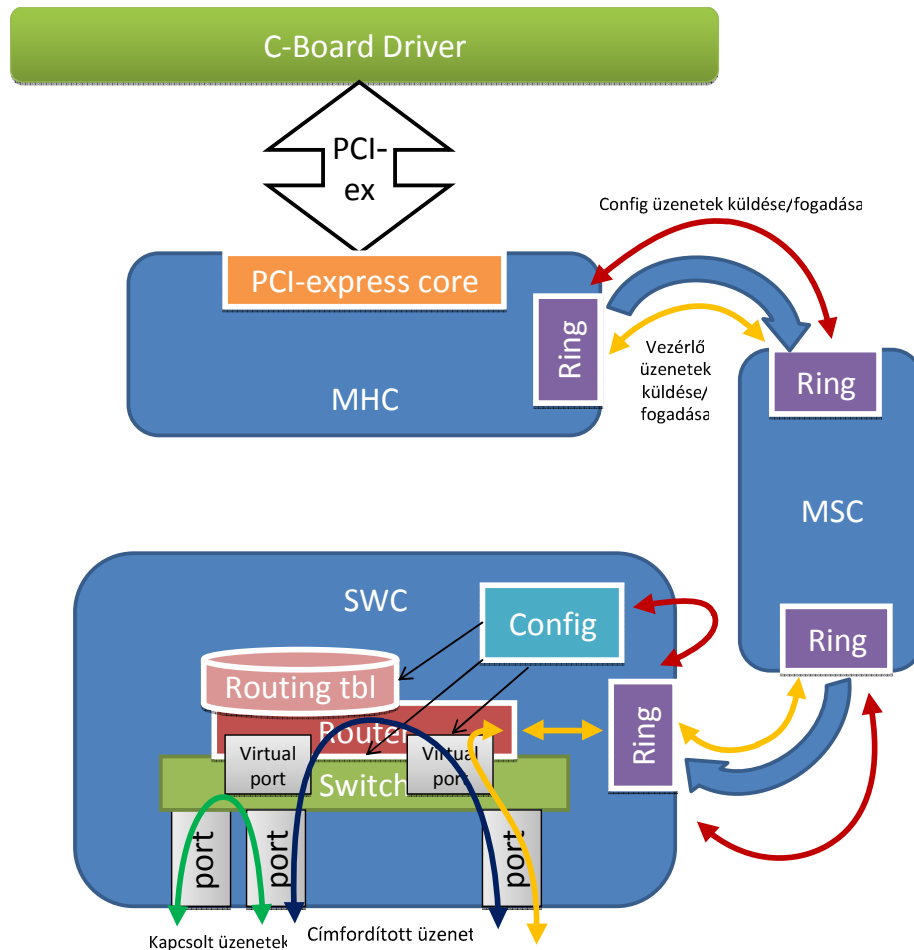 C-Board Driver
PCI-
ex
Config üzenetek küldése/fogadása
PCI-express core
Ring
MHC
Vezérlő
üzenetek
küldése/
fogadása
Ring
MSC
Ring
SWC
Config
Routing tbl
Router
Virtual
port
Virtual
port
Switch
Ring
port
port
port
Kapcsolt üzenetek
Címfordított üzenet